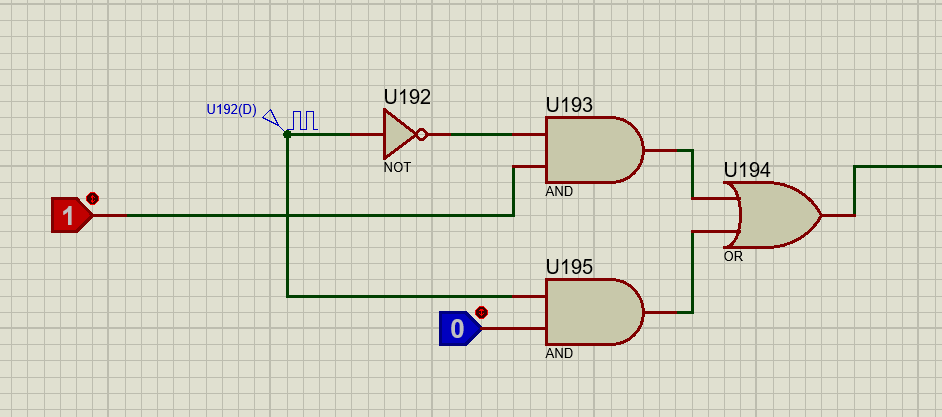 U192
U192(D)
U193
NOT
U194
AND
1
OR
U195
0
AND